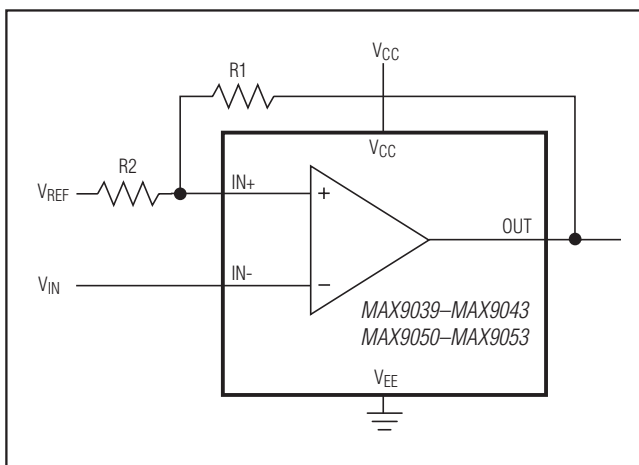 VCC
R1
VCC
R2
VREF
IN+
+
OUT
VIN
IN-
−
MAX9039–MAX9043
MAX9050–MAX9053
VEE